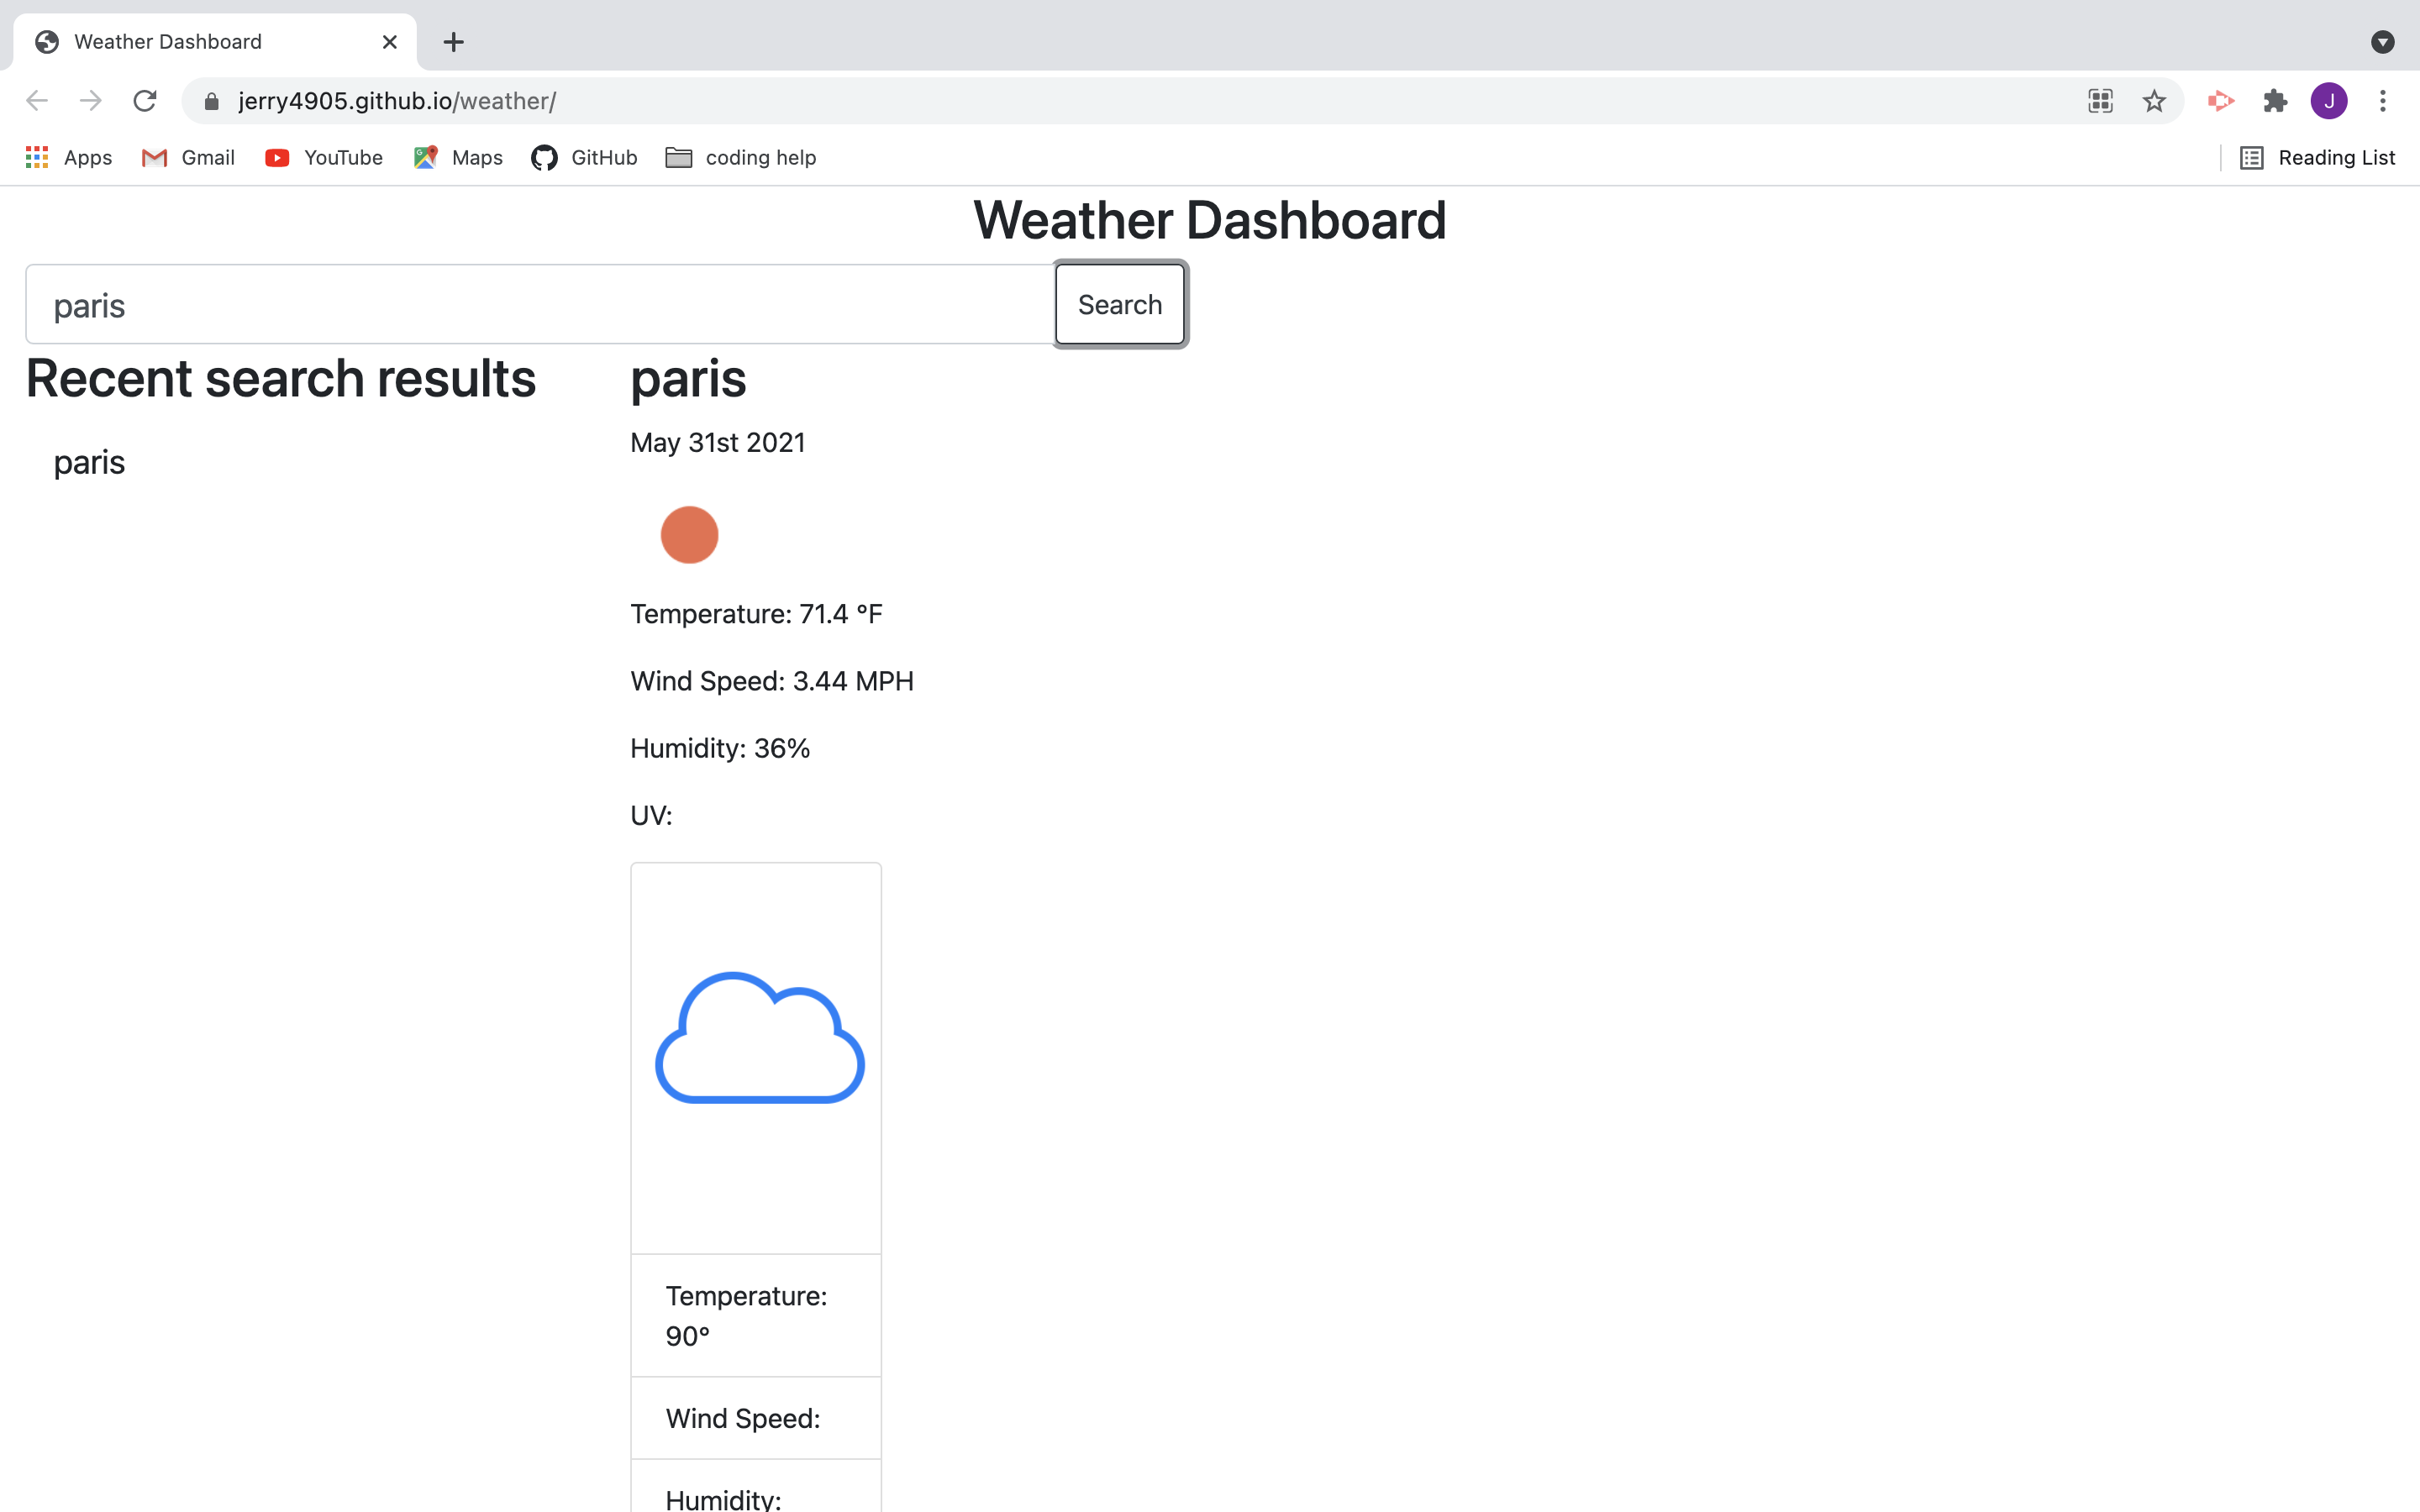 Weather Dashboard
jerry4905.github.io/weather/
J
Apps
Gmail
YouTube
Maps
GitHub
coding help
Reading List
Weather Dashboard
paris
Search
Recent search results
paris
paris
May 31st 2021
Temperature: 71.4 °F
Wind Speed: 3.44 MPH
Humidity: 36%
UV:
Temperature:
90°
Wind Speed:
Humidity: